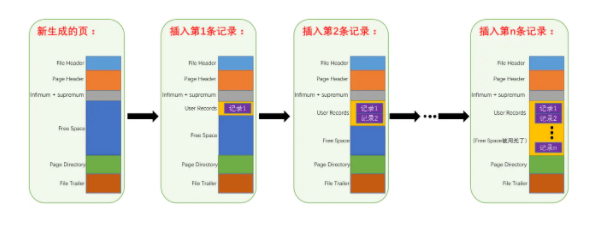 新生成的页：
File Header
Page Header
Infimum + supremum
Free Space
Page Directory
File Trailer
插入第1条记录：
File Header
Page Header
Infimum + supremum
User Records
记录1
Free Space
Page Directory
File Trailer
插入第2条记录：
File Header
Page Header
Infimum + supremum
User Records
记录1
记录2
Free Space
Page Directory
File Trailer
插入第n条记录：
File Header
Page Header
Infimum + supremum
User Records
记录1
记录2
(Free Space被用完了)
记录n
Page Directory
File Trailer